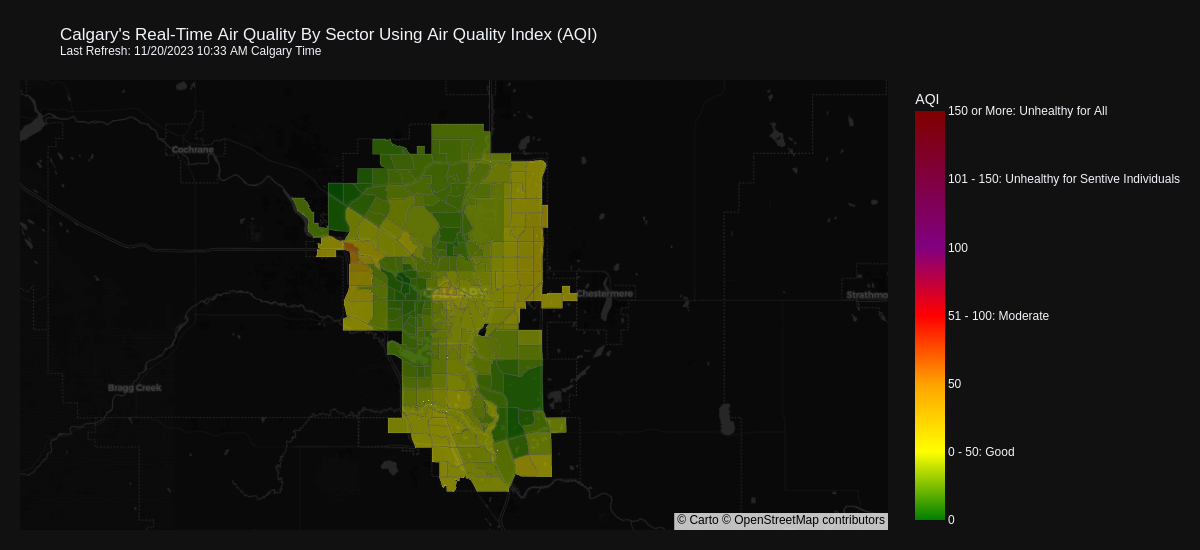 Calgary's Real-Time Air Quality By Sector Using Air Quality Index (AQI)
Last Refresh: 11/20/2023 10:33 AM Calgary Time
AQI
150 or More: Unhealthy for All
Cochrane
101 - 150: Unhealthy for Sentive Individuals
100
CALGARY
Chestermere
Strathmo
51 - 100: Moderate
50
Bragg Creek
0 - 50: Good
© Carto © OpenStreetMap contributors
0